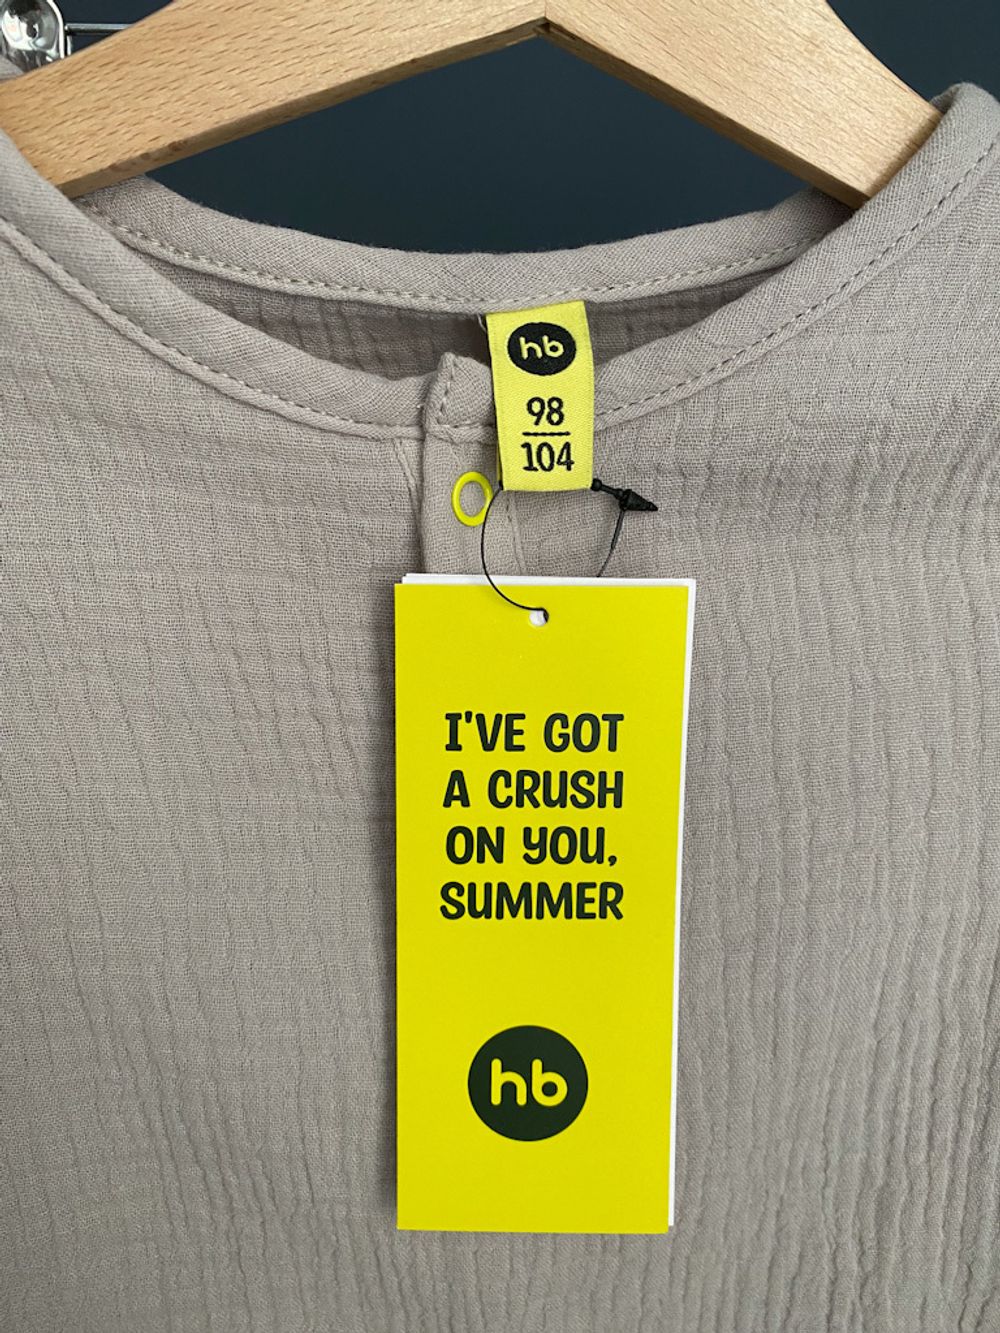 hb
98
104
I'VE GOT
A CRUSH
ON YOU,
SUMMER
hb